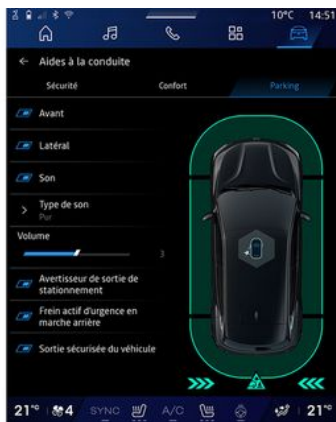 10°C 14:51
Aides à la conduite
Sécurité Confort Parking
Avant
Latéral
Son
Type de son
Pur
Volume
3
Avertisseur de sortie de
stationnement
Frein actif d'urgence en
marche arrière
Sortie sécurisée du véhicule
21°° 4 SYNC A/C 21°°